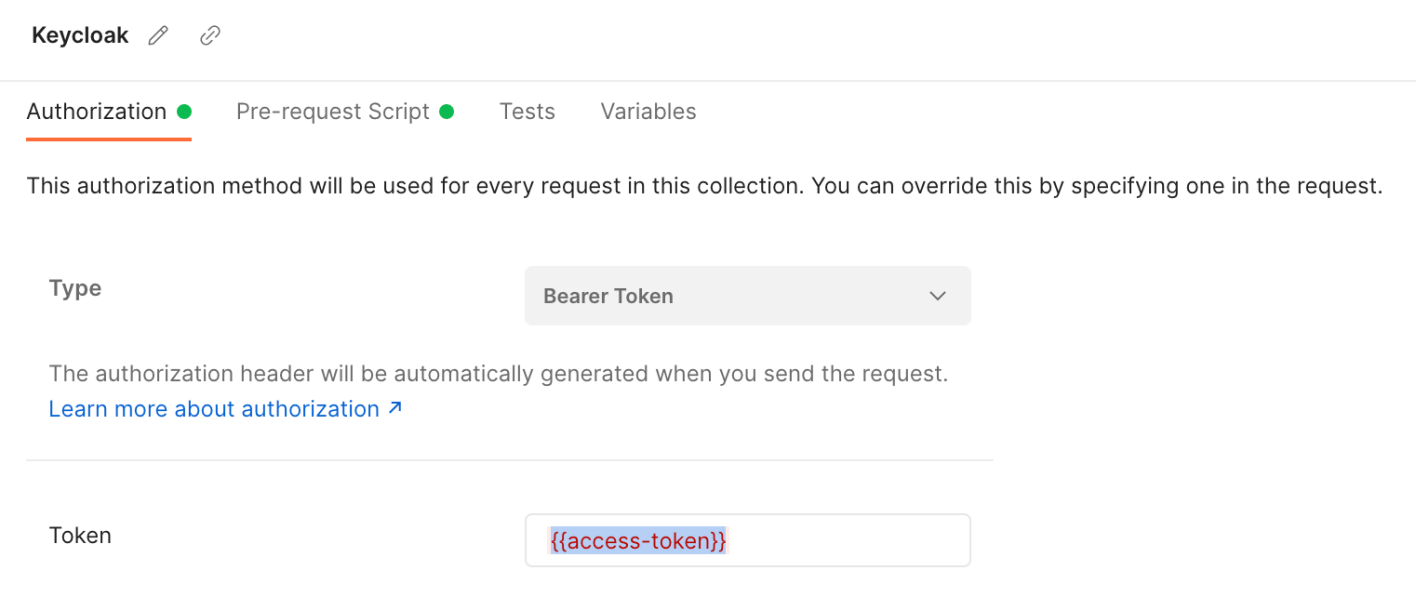 Keycloak
Authorization Pre-request Script Tests Variables
This authorization method will be used for every request in this collection. You can override this by specifying one in the request.
Type
Bearer Token
The authorization header will be automatically generated when you send the request.
Learn more about authorization ↗
Token
{{access-token}}